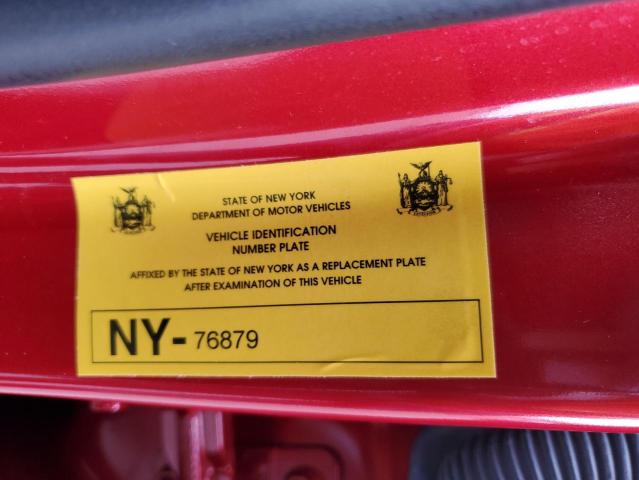 STATE OF NEW YORK
DEPARTMENT OF MOTOR VEHICLES
VEHICLE IDENTIFICATION
NUMBER PLATE
AFFIXED BY THE STATE OF NEW YORK AS A REPLACEMENT PLATE
AFTER EXAMINATION OF THIS VEHICLE
NY-76879